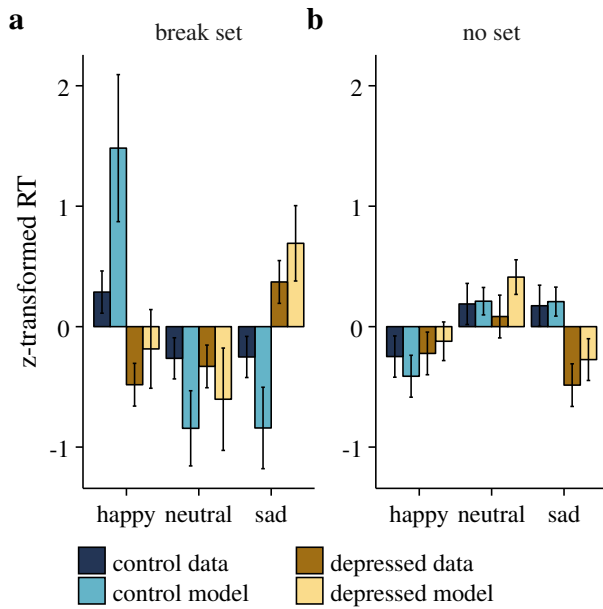 a
break set
b
no set
z-transformed RT
2
1
0
-1
2
1
0
-1
happy neutral sad
happy neutral sad
control data
depressed data
control model
depressed model